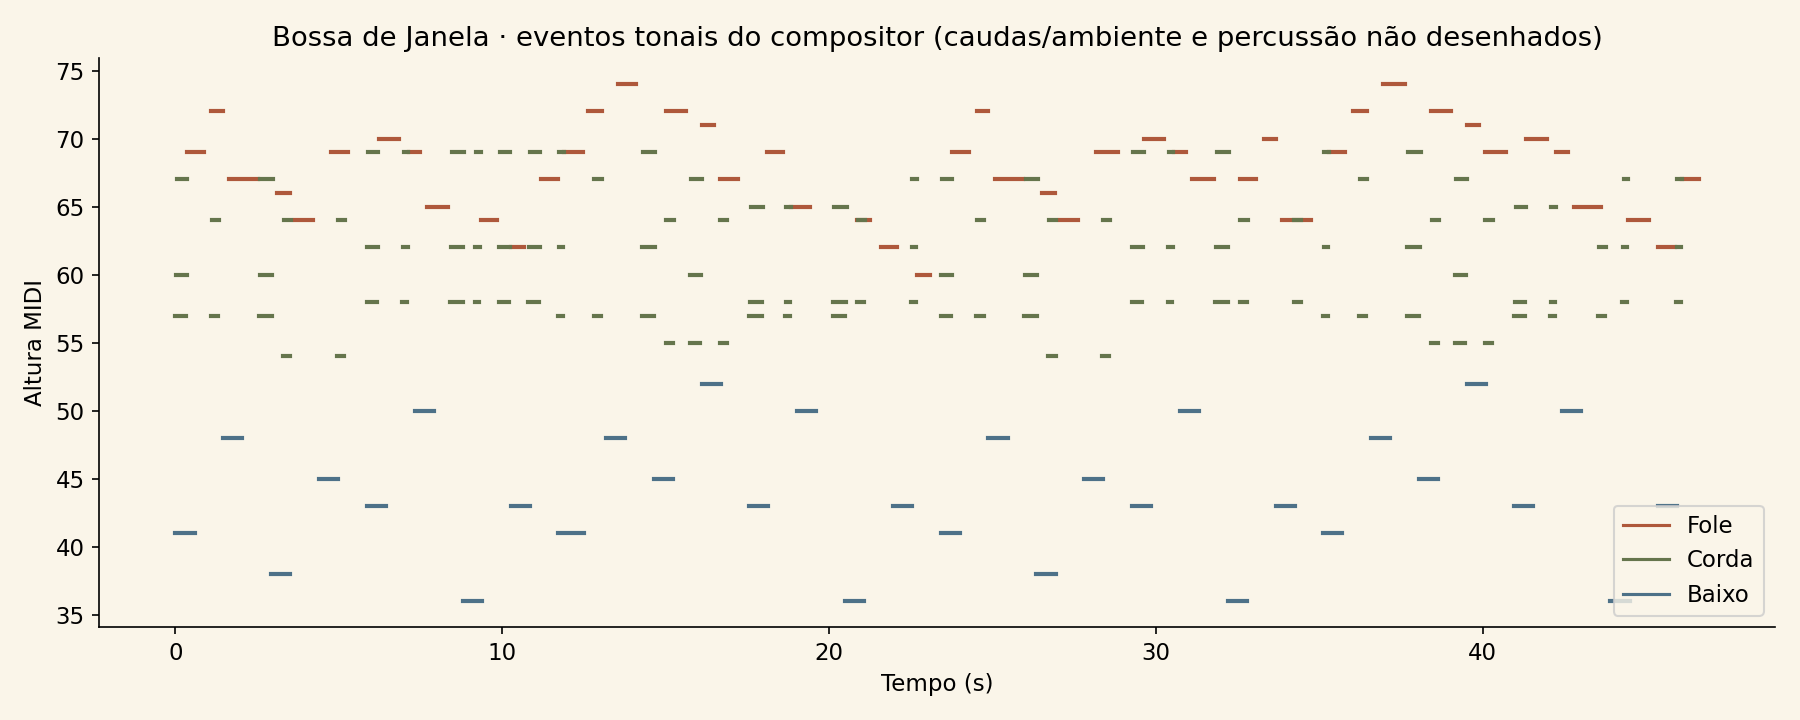 Bossa de Janela · eventos tonais do compositor (caudas/ambiente e percussão não desenhados)
75
70
65
60
55
50
45
40
35
Altura MIDI
0 10 20 30 40
Tempo (s)
Fole
Corda
Baixo